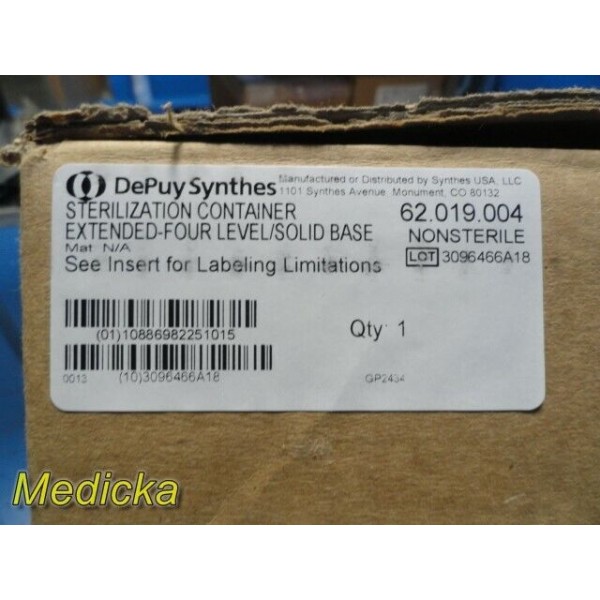 DePuy Synthes
Manufactured or Distributed by Synthes USA, LLC
1101 Synthes Avenue, Monument, CO 80132
STERILIZATION CONTAINER
62.019.004
EXTENDED-FOUR LEVEL/SOLID BASE
NONSTERILE
Mat N/A
LOT 3096466A18
See Insert for Labeling Limitations
(01)10886982251015
Qty 1
0013
(10)3096466A18
GP2434
Medicka